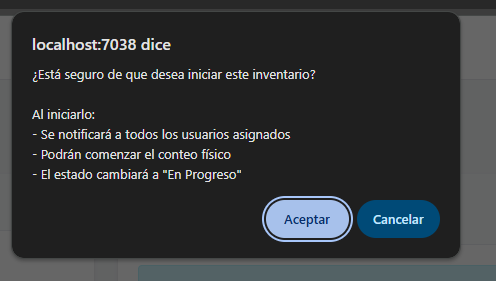 localhost:7038 dice
¿Está seguro de que desea iniciar este inventario?
Al iniciarlo:
- Se notificará a todos los usuarios asignados
- Podrán comenzar el conteo físico
- El estado cambiará a "En Progreso"
Aceptar
Cancelar